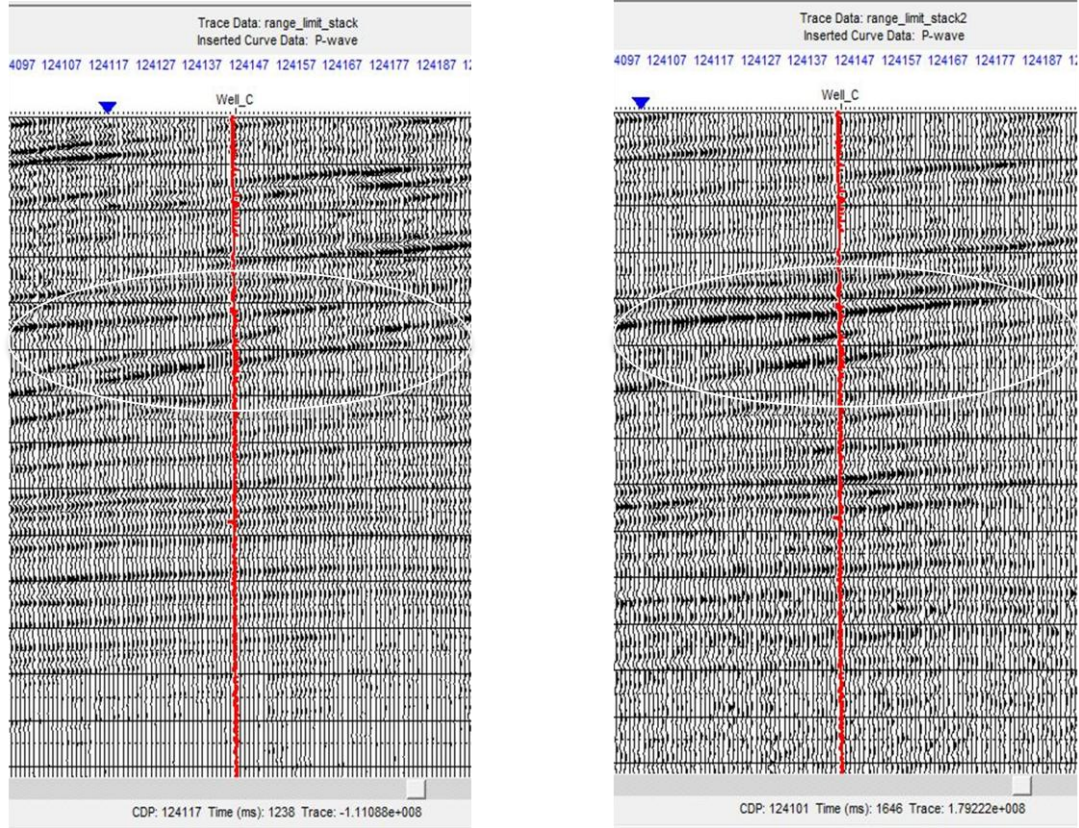 Trace Data: range_limit_stack
Inserted Curve Data: P-wave
4097 124107 124117 124127 124137 124147 124157 124167 124177 124187 12
Well_C
CDP: 124117 Time (ms): 1238 Trace: -1.11088e+008
Trace Data: range_limit_stack2
Inserted Curve Data: P-wave
4097 124107 124117 124127 124137 124147 124157 124167 124177 124187 12
Well_C
CDP: 124101 Time (ms): 1646 Trace: 1.79222e+008